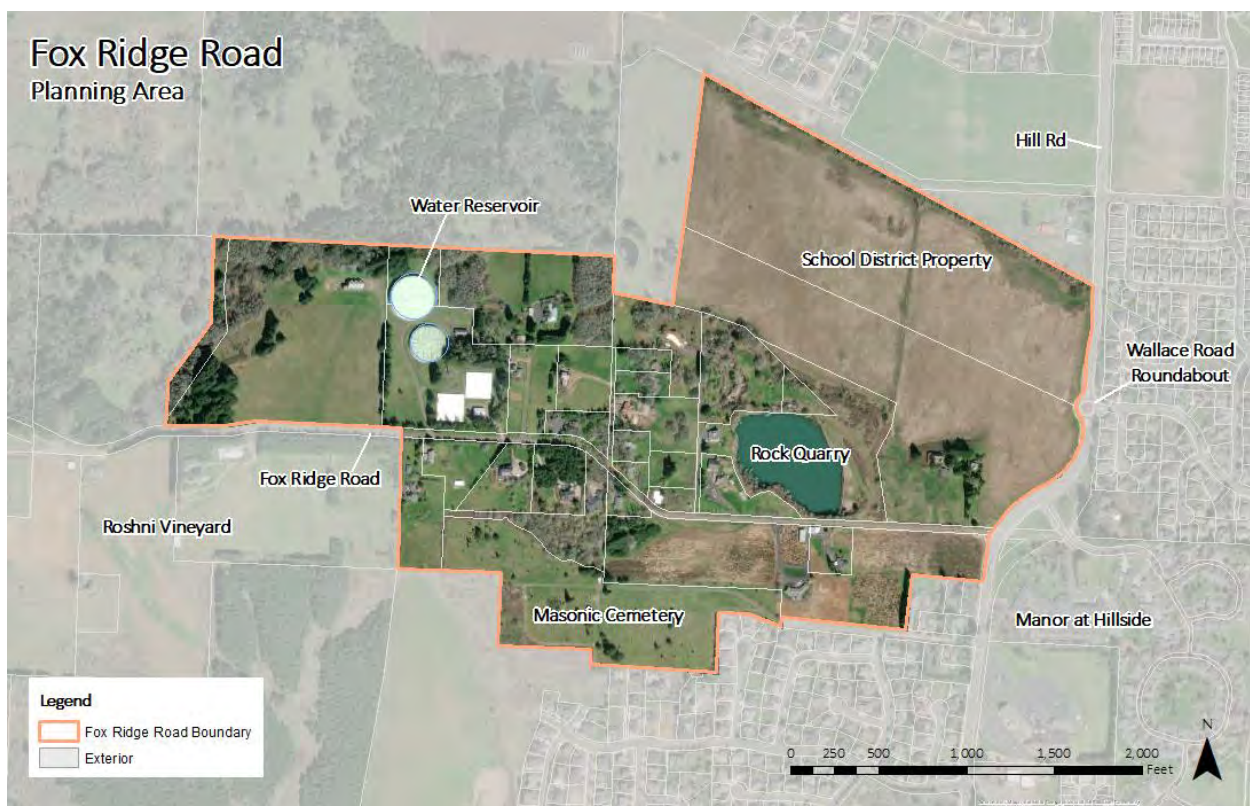 Fox Ridge Road
Planning Area
Hill Rd
Water Reservoir
School District Property
Wallace Road
Roundabout
Rock Quarry
Fox Ridge Road
Roshni Vineyard
Masonic Cemetery
Manor at Hillside
Legend
Fox Ridge Road Boundary
Exterior
N
0 250 500 1,000 1,500 2,000
Feet